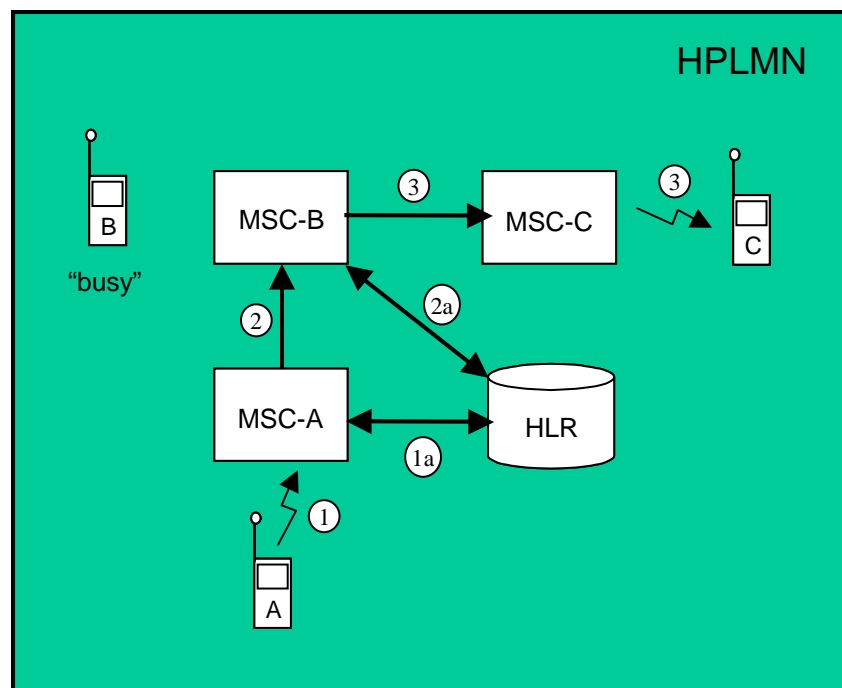 HPLMN
B
“busy”
MSC-B
3
MSC-C
3
C
2
2a
MSC-A
1a
HLR
1
A